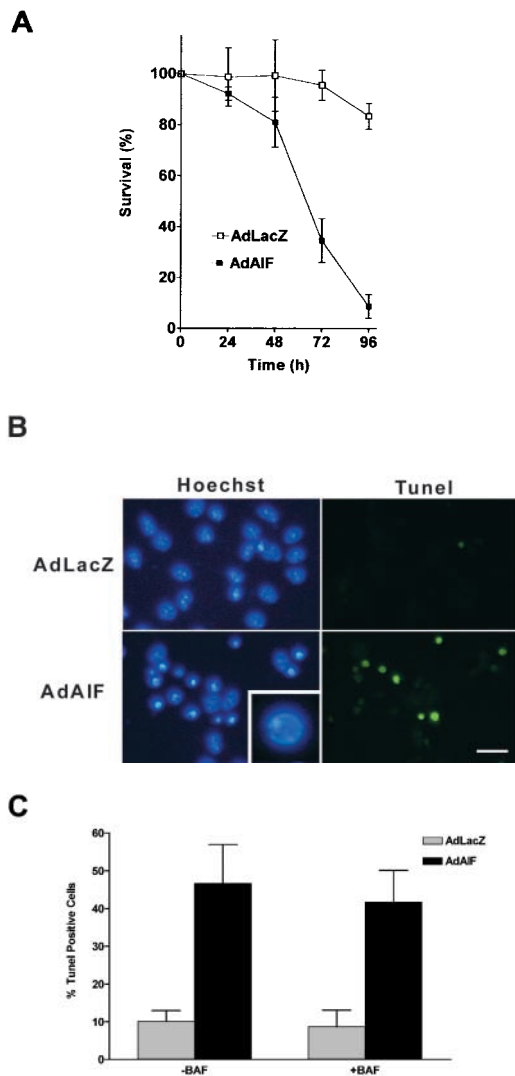 A
100
80
60
40
20
0
Survival (%)
AdLacZ
AdAIF
0 24 48 72 96
Time (h)
B
Hoechst Tunel
AdLacZ
AdAIF
C
60
50
40
30
20
10
0
% Tunel Positive Cells
AdLacZ
AdAIF
-BAF +BAF